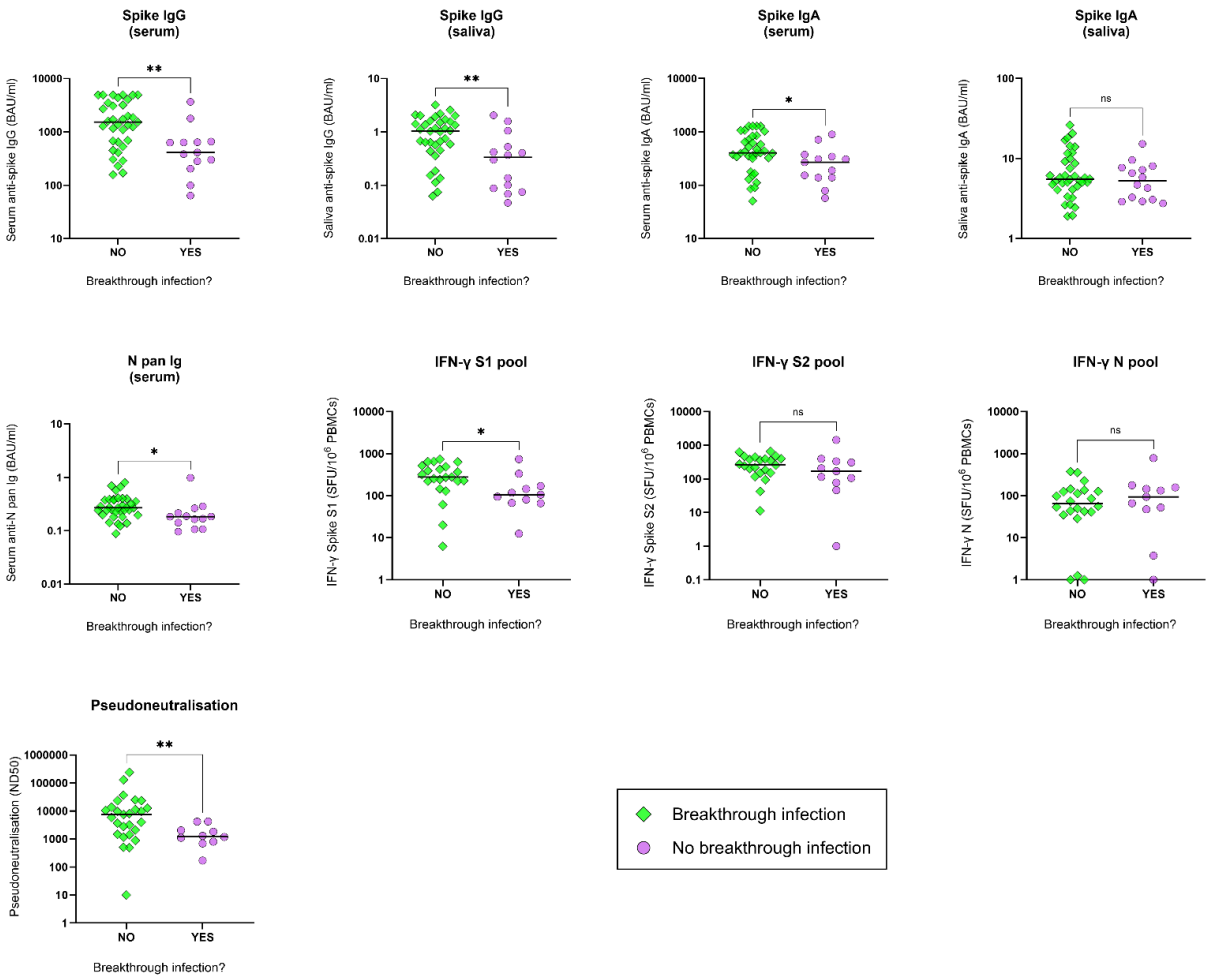 Spike IgG
(serum)
Serum anti-spike IgG (BAU/ml)
10000
1000
100
10
**
NO
YES
Breakthrough infection?
Spike IgG
(saliva)
Saliva anti-spike IgG (BAU/ml)
10
1
0.1
0.01
**
NO
YES
Breakthrough infection?
Spike IgA
(serum)
Serum anti-spike IgA (BAU/ml)
10000
1000
100
10
*
NO
YES
Breakthrough infection?
Spike IgA
(saliva)
Saliva anti-spike IgA (BAU/ml)
100
10
1
ns
NO
YES
Breakthrough infection?
N pan Ig
(serum)
Serum anti-N pan Ig (BAU/ml)
10
1
0.1
0.01
*
NO
YES
Breakthrough infection?
IFN-γ S1 pool
IFN-γ Spike S1 (SFU/10⁶ PBMCs)
10000
1000
100
10
1
*
NO
YES
Breakthrough infection?
IFN-γ S2 pool
IFN-γ Spike S2 (SFU/10⁶ PBMCs)
10000
1000
100
10
1
0.1
ns
NO
YES
Breakthrough infection?
IFN-γ N pool
IFN-γ N (SFU/10⁶ PBMCs)
10000
1000
100
10
1
ns
NO
YES
Breakthrough infection?
Pseudoneutralisation
Pseudoneutralisation (ND50)
1000000
100000
10000
1000
100
10
1
**
NO
YES
Breakthrough infection?
Breakthrough infection
No breakthrough infection